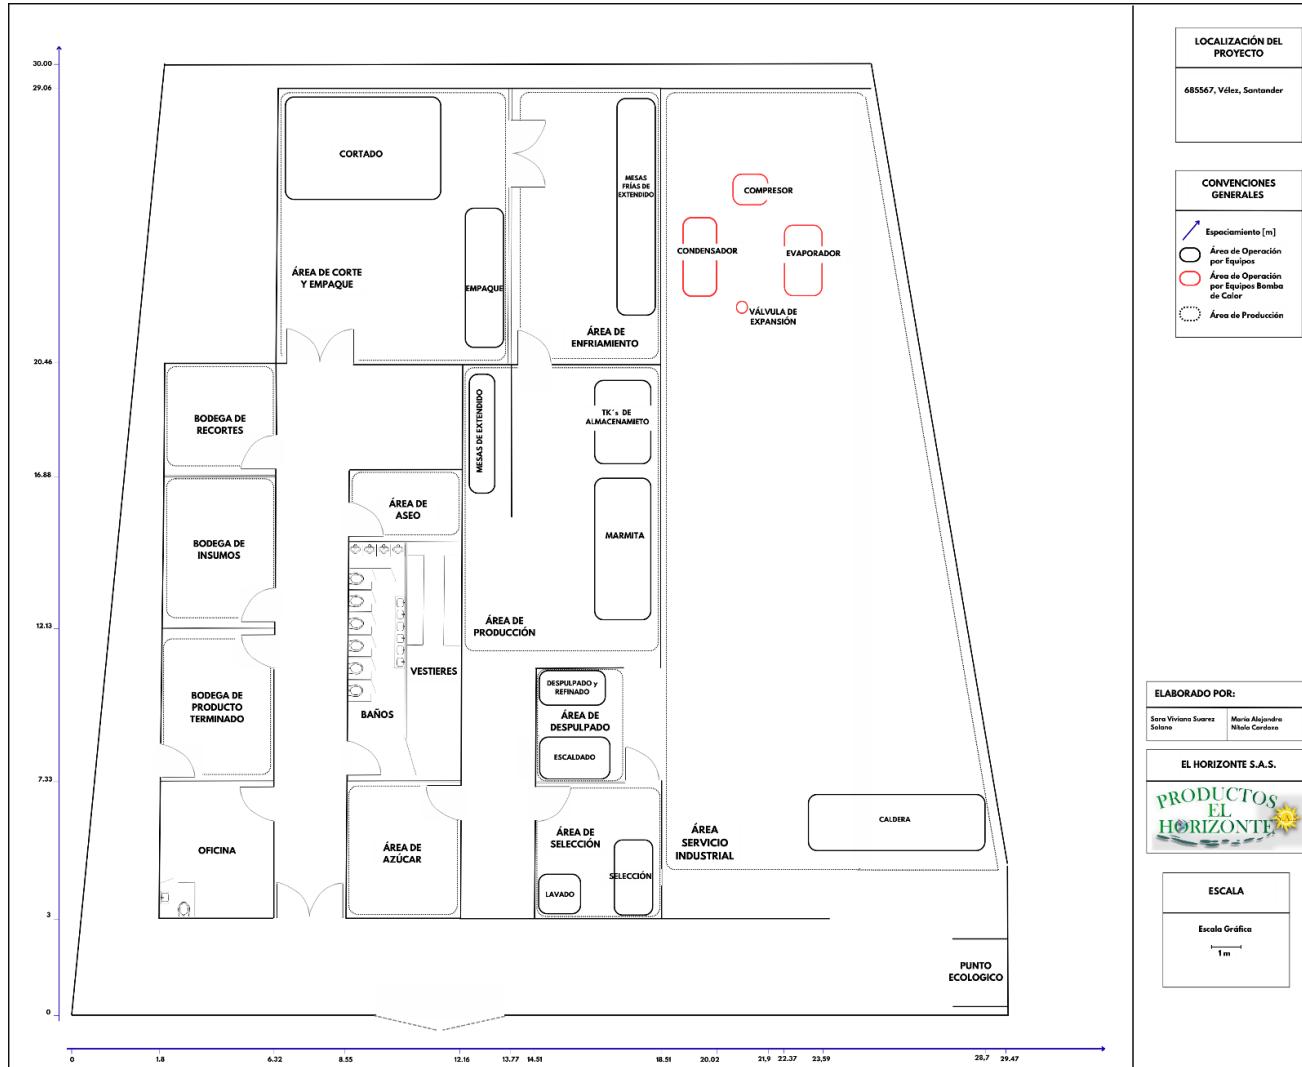 30.00
29.06
20.46
16.88
12.13
7.33
3
0
0
1.8
6.32
8.55
12.16
13.77
14.51
18.51
20.02
21,9
22.37
23,59
28,7
29.47
CORTADO
ÁREA DE CORTE
Y EMPAQUE
EMPAQUE
MESAS
FRÍAS DE
EXTENDIDO
ÁREA DE
ENFRIAMIENTO
COMPRESOR
CONDENSADOR
EVAPORADOR
VÁLVULA DE
EXPANSIÓN
BODEGA DE
RECORTES
MESAS DE EXTENDIDO
TK´s DE
ALMACENAMIETO
ÁREA DE
ASEO
BODEGA DE
INSUMOS
MARMITA
ÁREA DE
PRODUCCIÓN
VESTIERES
BAÑOS
BODEGA DE
PRODUCTO
TERMINADO
DESPULPADO y
REFINADO
ÁREA DE
DESPULPADO
ESCALDADO
OFICINA
ÁREA DE
AZÚCAR
ÁREA DE
SELECCIÓN
LAVADO
SELECCIÓN
ÁREA
SERVICIO
INDUSTRIAL
CALDERA
PUNTO
ECOLOGICO
LOCALIZACIÓN DEL
PROYECTO
685567, Vélez, Santander
CONVENCIONES
GENERALES
Espaciamiento [m]
Área de Operación
por Equipos
Área de Operación
por Equipos Bomba
de Calor
Área de Producción
ELABORADO POR:
Sara Viviana Suarez
Solano
María Alejandra
Niťola Cardozo
EL HORIZONTE S.A.S.
PRODUCTOS
EL
HORIZONTE
ESCALA
Escala Gráfica
1 m